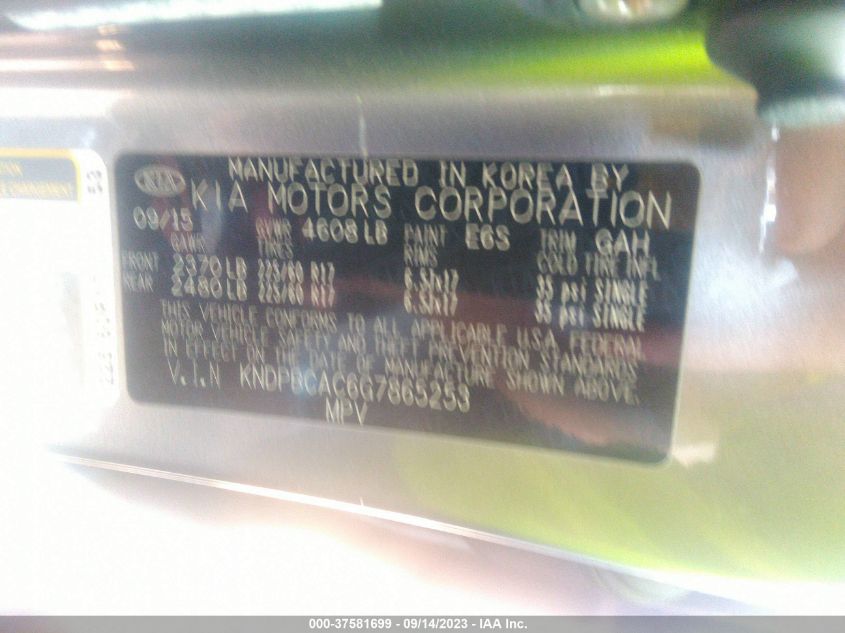 KIA
MANUFACTURED IN KOREA BY
KIA MOTORS CORPORATION
09/15 GVWR 4608 LB PAINT E6S TRIM GAH
GAWR TIRES RIMS COLD TIRE INFL
FRONT 2370 LB 225/60 R17 6.5Jx17 35 psi SINGLE
REAR 2480 LB 225/60 R17 6.5Jx17 35 psi SINGLE
THIS VEHICLE CONFORMS TO ALL APPLICABLE U.S.A. FEDERAL
MOTOR VEHICLE SAFETY AND THEFT PREVENTION STANDARDS
IN EFFECT ON THE DATE OF MANUFACTURE SHOWN ABOVE.
V.I.N KNDPBCAC6G7865253
MPV
53
000-37581699 - 09/14/2023 - IAA Inc.